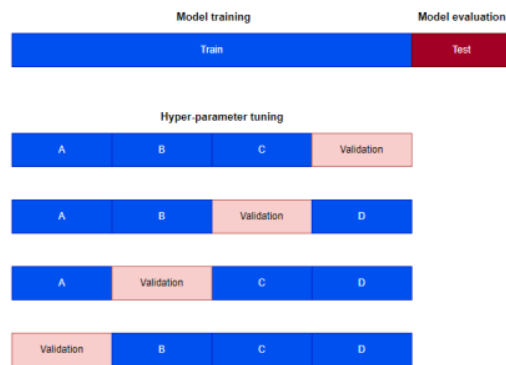 Model training Model evaluation
Train Test
Hyper-parameter tuning
A B C Validation
A B Validation D
A Validation C D
Validation B C D